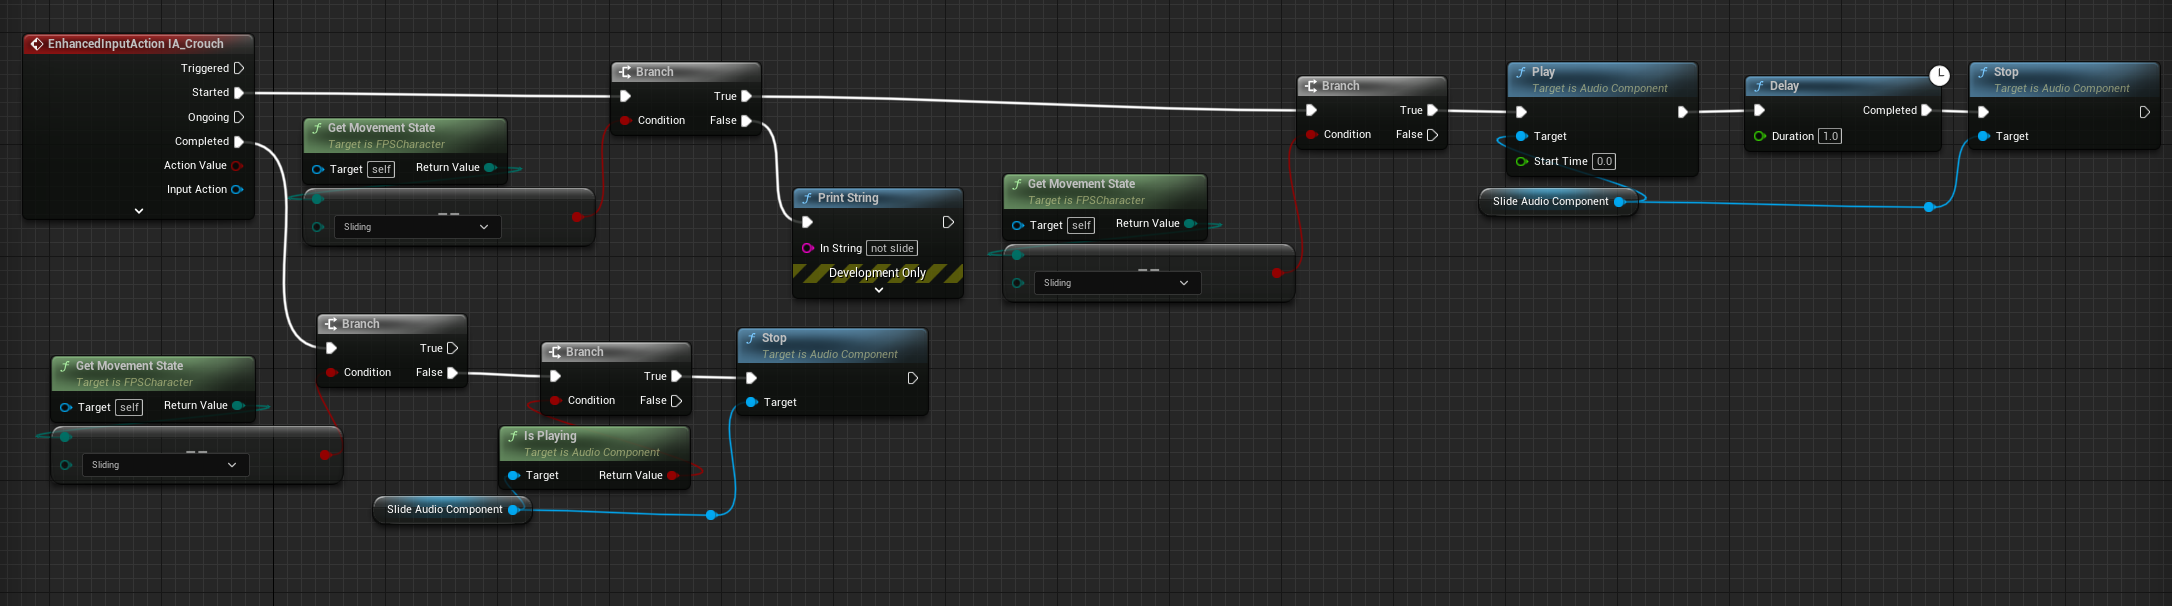 EnhancedInputAction IA_Crouch
Triggered
Started
Ongoing
Completed
Action Value
Input Action
Get Movement State
Target is FPSCharacter
Target self Return Value
==
Sliding
Branch
True
Condition False
Print String
In String not slide
Development Only
Get Movement State
Target is FPSCharacter
Target self Return Value
==
Sliding
Branch
True
Condition False
Play
Target is Audio Component
Target
Start Time 0.0
Slide Audio Component
Delay
Completed
Duration 1.0
Stop
Target is Audio Component
Target
Get Movement State
Target is FPSCharacter
Target self Return Value
==
Sliding
Branch
True
Condition False
Branch
True
Condition False
Is Playing
Target is Audio Component
Target Return Value
Slide Audio Component
Stop
Target is Audio Component
Target